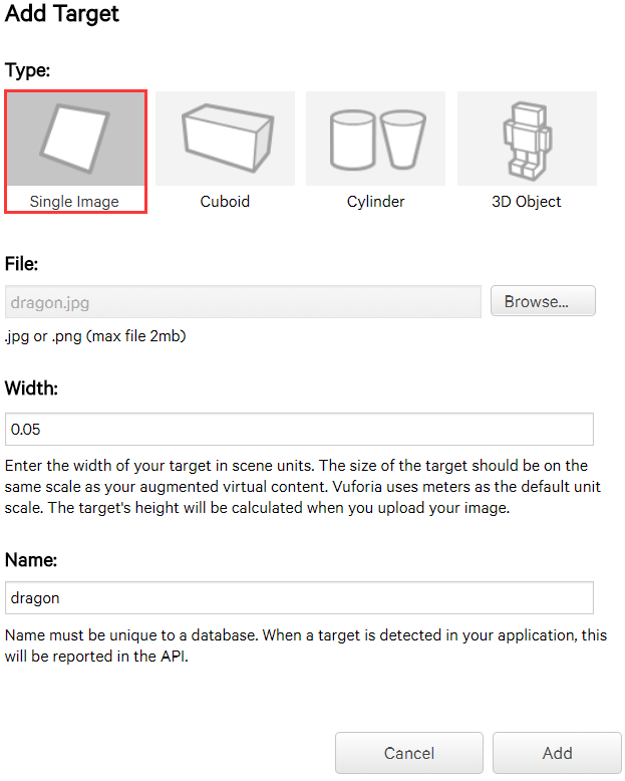 Add Target
Type:
Single Image
Cuboid
Cylinder
3D Object
File:
dragon.jpg
Browse...
.jpg or .png (max file 2mb)
Width:
0.05
Enter the width of your target in scene units. The size of the target should be on the
same scale as your augmented virtual content. Vuforia uses meters as the default unit
scale. The target's height will be calculated when you upload your image.
Name:
dragon
Name must be unique to a database. When a target is detected in your application, this
will be reported in the API.
Cancel
Add